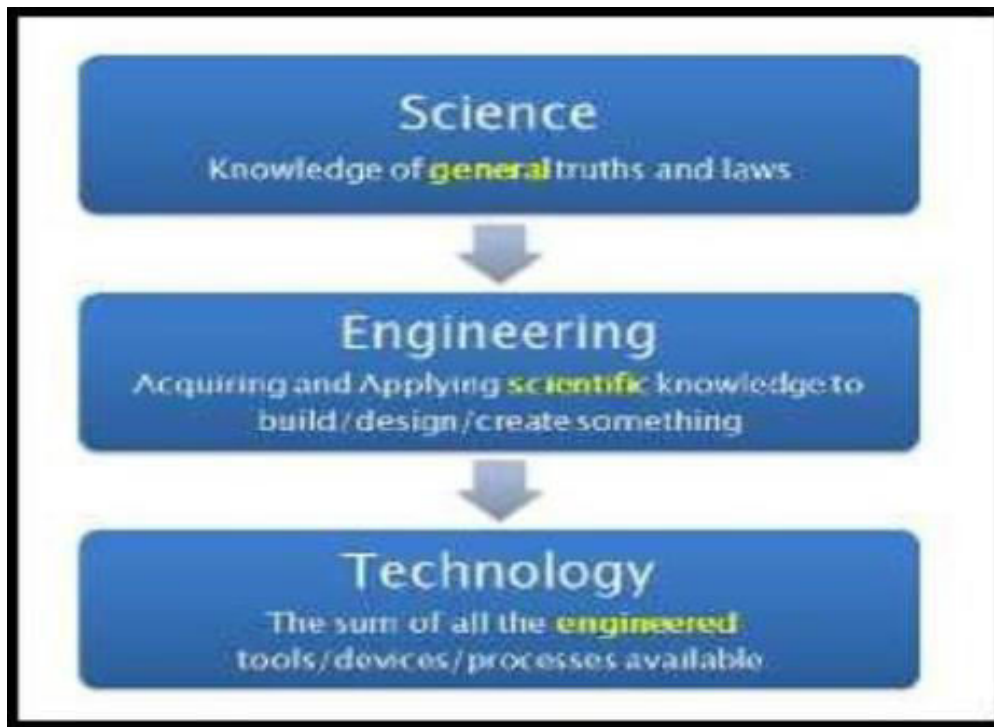 Science
Knowledge of general truths and laws
Engineering
Acquiring and Applying scientific knowledge to
build/design/create something
Technology
The sum of all the engineered
tools/devices/processes available